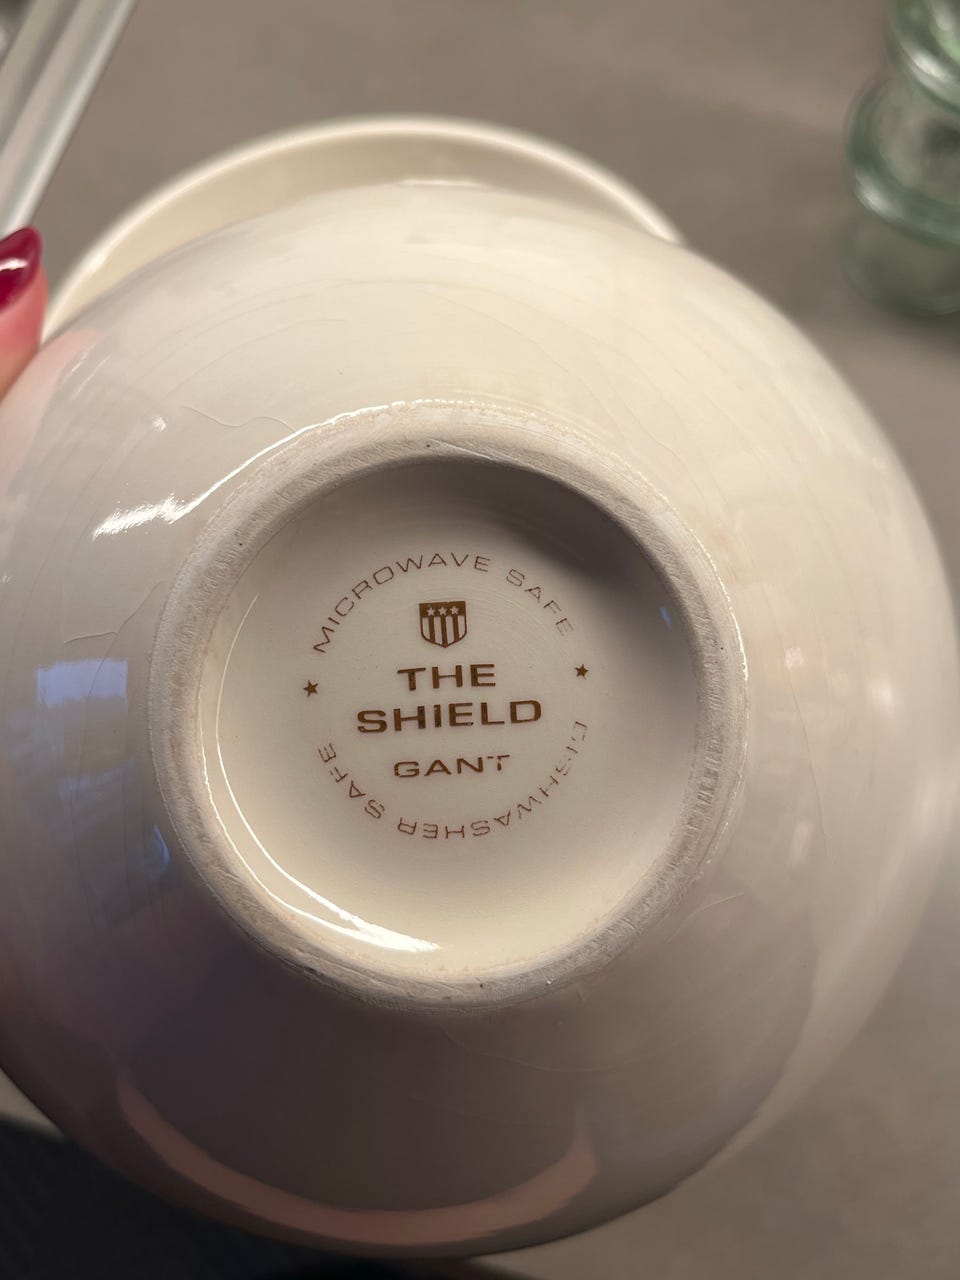 MICROWAVE SAFE
THE
SHIELD
GANT
DISHWASHER SAFE